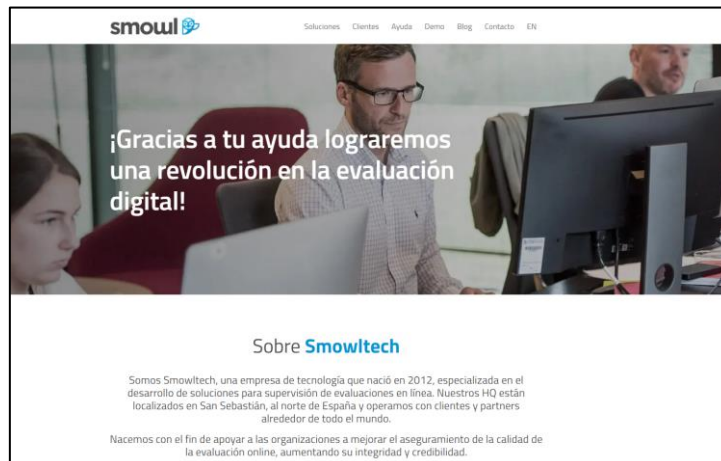 smowl
Soluciones Clientes Ayuda Demo Blog Contacto EN
¡Gracias a tu ayuda lograremos
una revolución en la evaluación
digital!
Sobre Smowltech
Somos Smowltech, una empresa de tecnología que nació en 2012, especializada en el
desarrollo de soluciones para supervisión de evaluaciones en línea. Nuestros HQ están
localizados en San Sebastián, al norte de España y operamos con clientes y partners
alrededor de todo el mundo.
Nacemos con el fin de apoyar a las organizaciones a mejorar el aseguramiento de la calidad de
la evaluación online, aumentando su integridad y credibilidad.